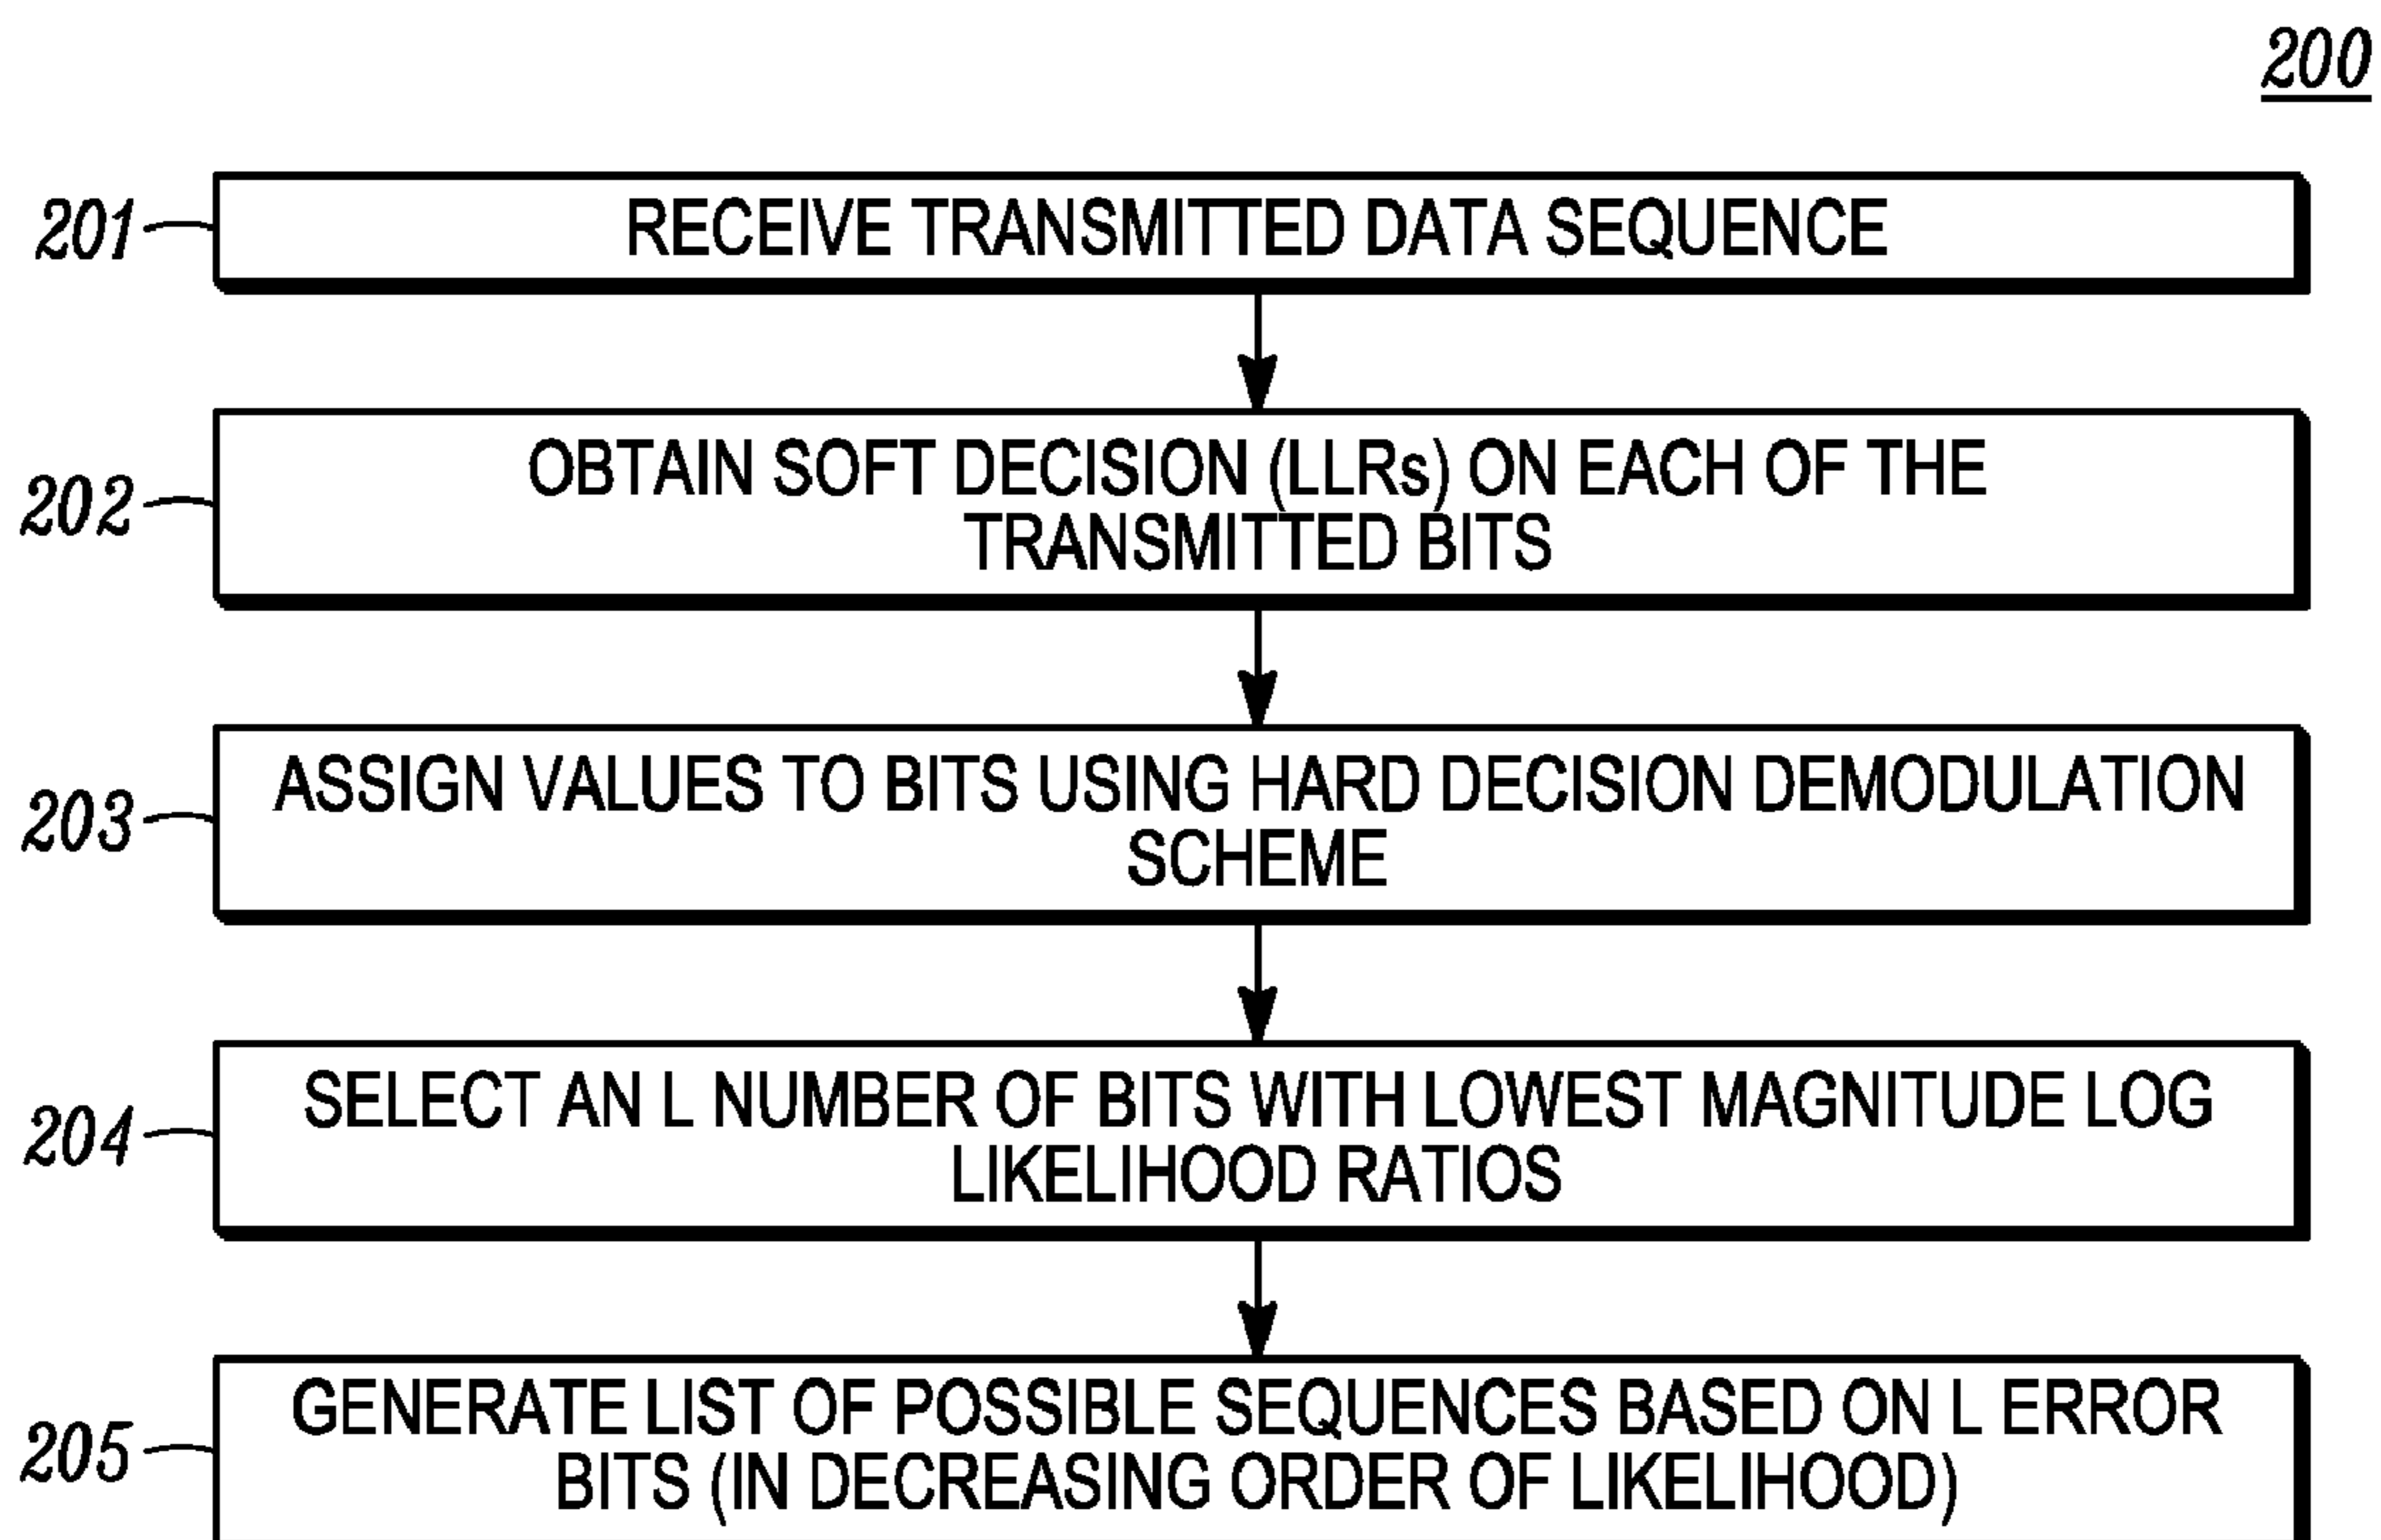 200
201
RECEIVE TRANSMITTED DATA SEQUENCE
202
OBTAIN SOFT DECISION (LLRs) ON EACH OF THE
TRANSMITTED BITS
203
ASSIGN VALUES TO BITS USING HARD DECISION DEMODULATION
SCHEME
204
SELECT AN L NUMBER OF BITS WITH LOWEST MAGNITUDE LOG
LIKELIHOOD RATIOS
205
GENERATE LIST OF POSSIBLE SEQUENCES BASED ON L ERROR
BITS (IN DECREASING ORDER OF LIKELIHOOD)